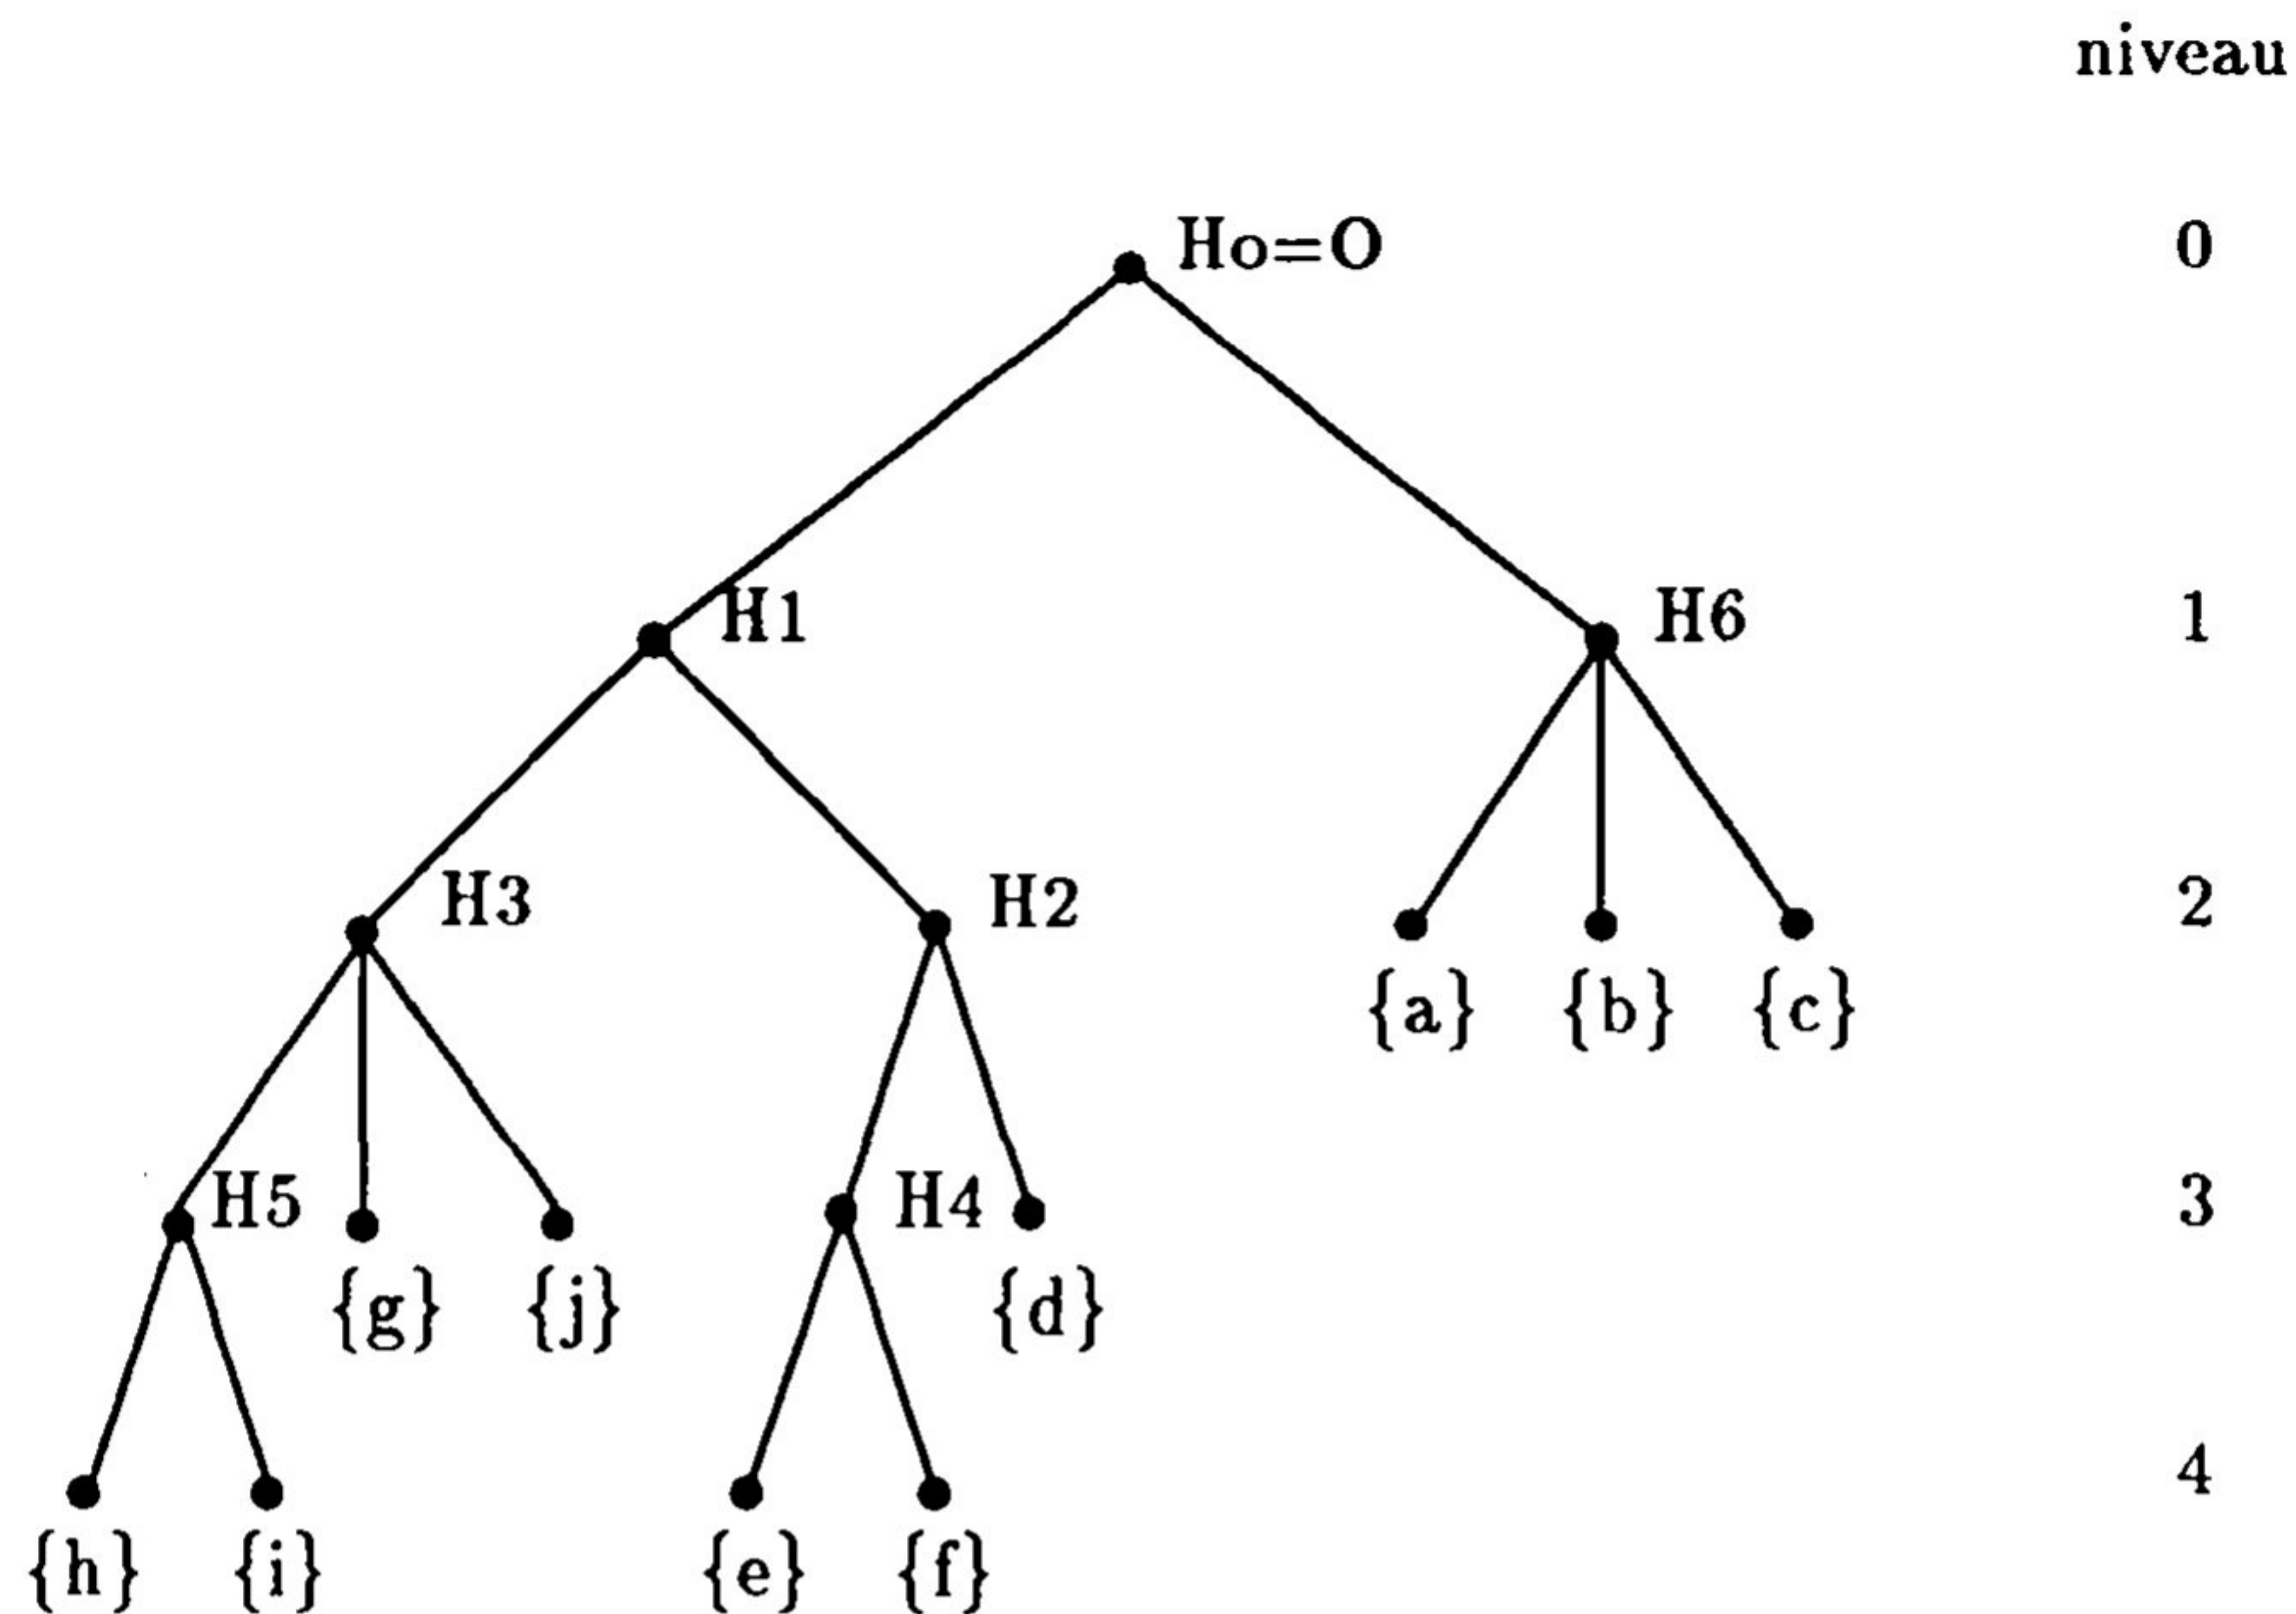 niveau
Ho=O 0
H1 H6 1
H3 H2 2
{a} {b} {c}
H5 H4 3
{g} {j} {d}
4
{h} {i} {e} {f}